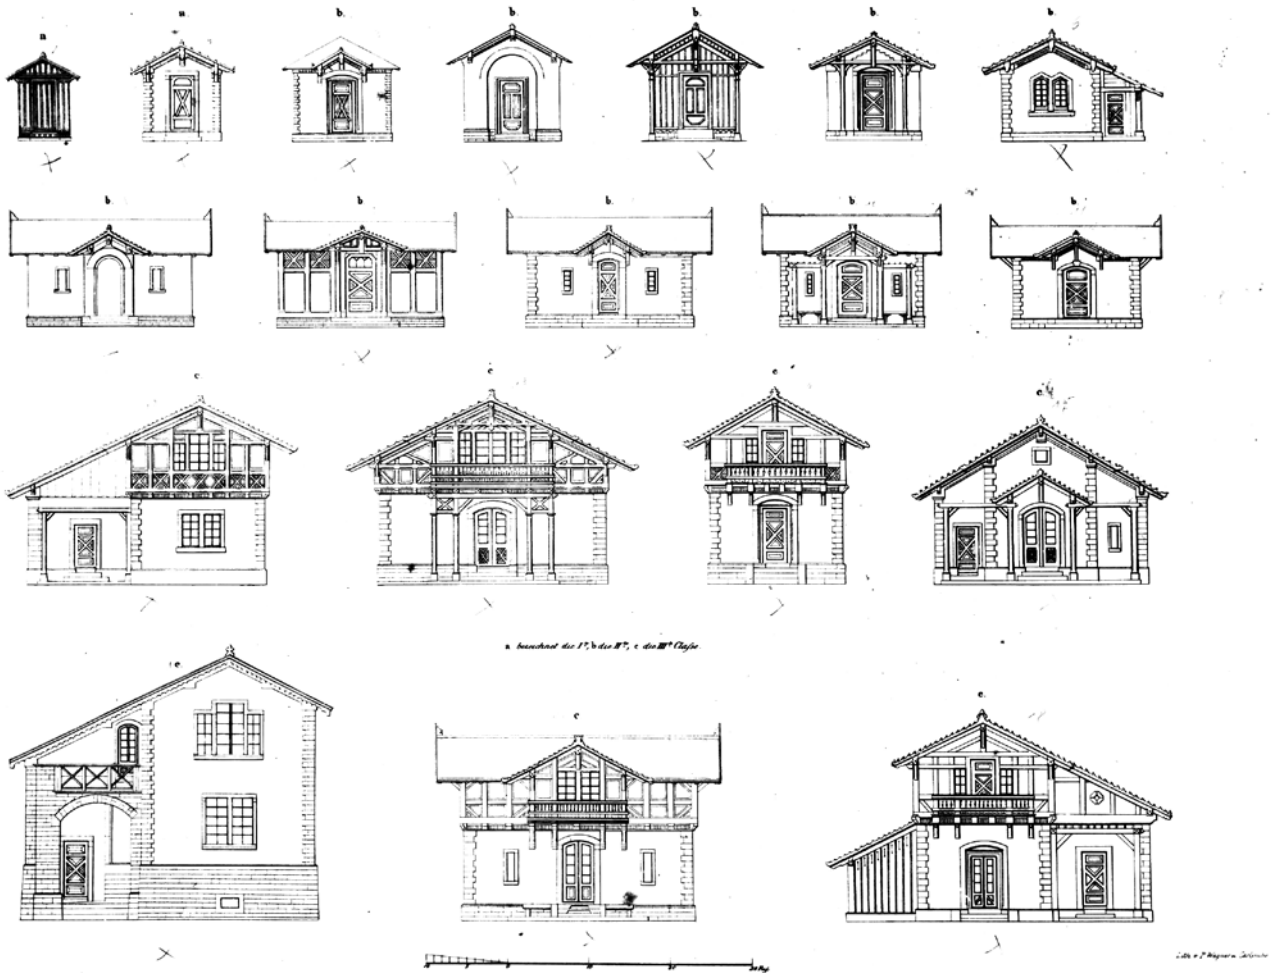 a
a.
b.
b.
b.
b.
b.
b.
b
b.
b.
b.
c.
c
c
c.
a bezeichnet die Iᵗᵉ, b die IIᵗᵉ, c die IIIᵗᵉ Classe.
c.
c
c.